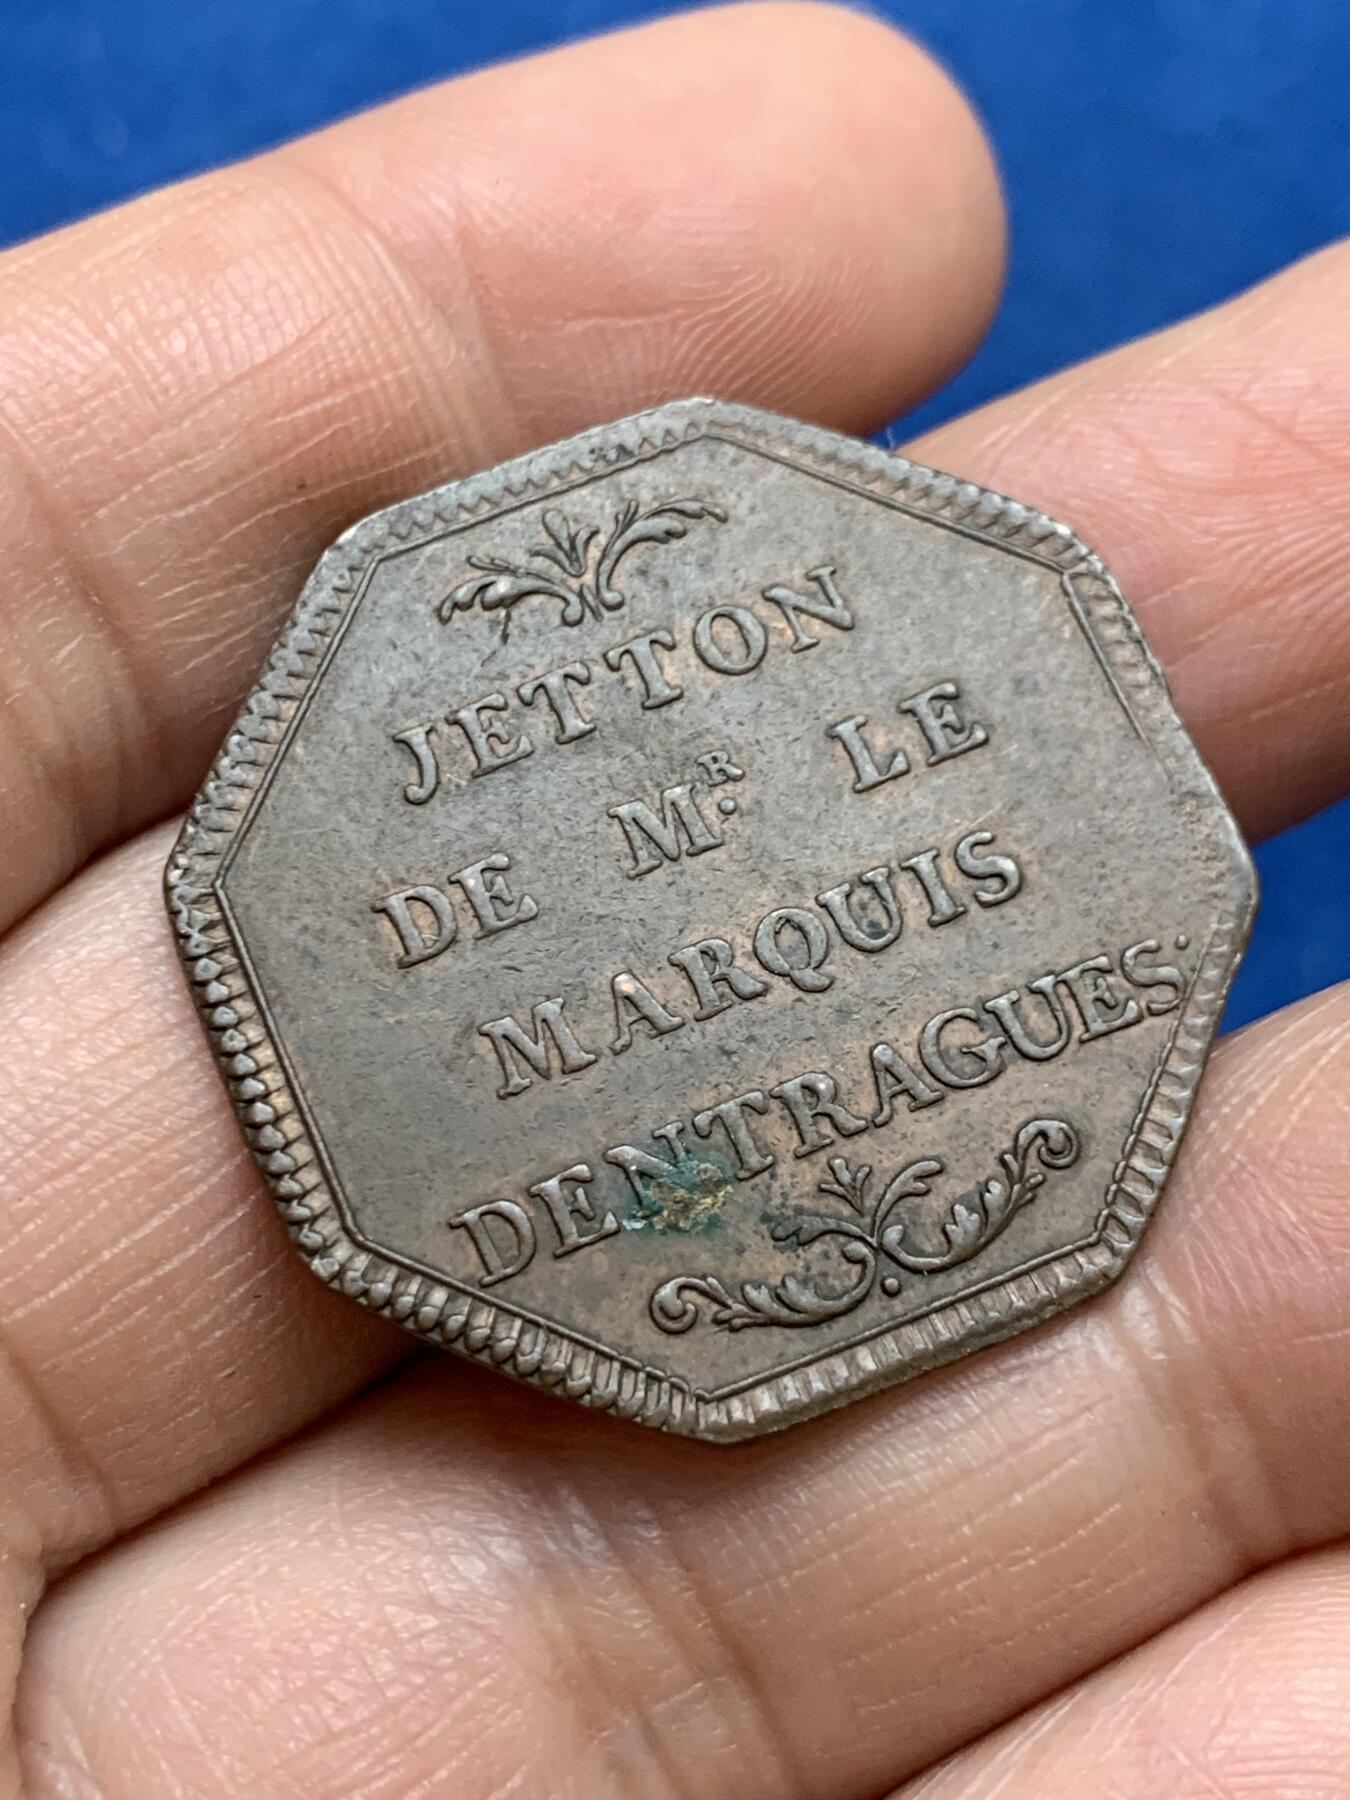 JETTON
DE MR. LE
MARQUIS
DENTRAGUES.